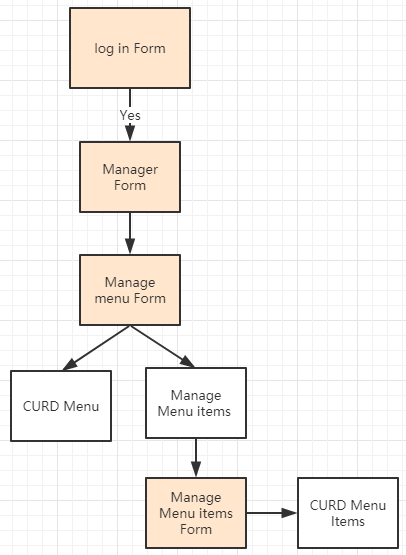 log in Form
Yes
Manager
Form
Manage
menu Form
CURD Menu
Manage
Menu items
Manage
Menu items
Form
CURD Menu
Items